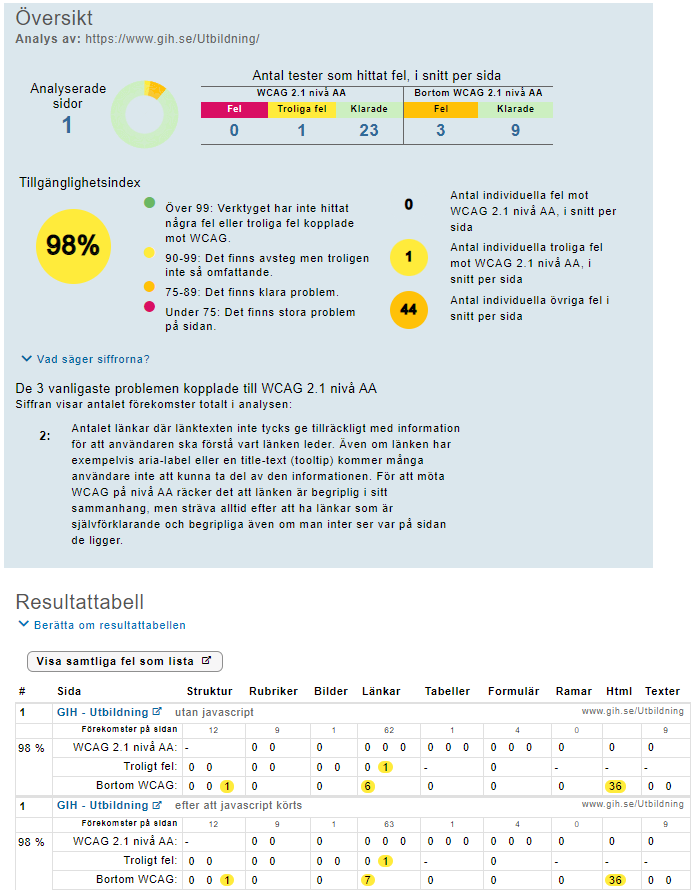 Översikt
Analys av: https://www.gih.se/Utbildning/
Analyserade sidor
1
Antal tester som hittat fel, i snitt per sida
WCAG 2.1 nivå AA Bortom WCAG 2.1 nivå AA
Fel Troliga fel Klarade Fel Klarade
0 1 23 3 9
Tillgänglighetsindex
98%
Över 99: Verktyget har inte hittat
några fel eller troliga fel kopplade
mot WCAG.
90-99: Det finns avsteg men troligen
inte så omfattande.
75-89: Det finns klara problem.
Under 75: Det finns stora problem
på sidan.
0 Antal individuella fel mot
WCAG 2.1 nivå AA, i snitt per
sida
1 Antal individuella troliga fel
mot WCAG 2.1 nivå AA, i
snitt per sida
44 Antal individuella övriga fel i
snitt per sida
Vad säger siffrorna?
De 3 vanligaste problemen kopplade till WCAG 2.1 nivå AA
Siffran visar antalet förekomster totalt i analysen:
2: Antalet länkar där länktexten inte tycks ge tillräckligt med information
för att användaren ska förstå vart länken leder. Även om länken har
exempelvis aria-label eller en title-text (tooltip) kommer många
användare inte att kunna ta del av den informationen. För att möta
WCAG på nivå AA räcker det att länken är begriplig i sitt
sammanhang, men sträva alltid efter att ha länkar som är
självförklarande och begripliga även om man inter ser var på sidan
de ligger.
Resultattabell
Berätta om resultattabellen
Visa samtliga fel som lista
# Sida Struktur Rubriker Bilder Länkar Tabeller Formulär Ramar Html Texter
1 GIH - Utbildning utan javascript www.gih.se/Utbildning
Förekomster på sidan 12 9 1 62 1 4 0 9
98 % WCAG 2.1 nivå AA: - 0 0 0 0 0 0 0 0 0 0 0 0 0 0 0
Troligt fel: 0 0 0 0 0 0 0 1 - 0 - - -
Bortom WCAG: 0 0 1 0 0 6 0 0 0 36 0 0
1 GIH - Utbildning efter att javascript körts www.gih.se/Utbildning
Förekomster på sidan 12 9 1 63 1 4 0 9
98 % WCAG 2.1 nivå AA: - 0 0 0 0 0 0 0 0 0 0 0 0 0 0 0
Troligt fel: 0 0 0 0 0 0 0 1 - 0 - - -
Bortom WCAG: 0 0 1 0 0 7 0 0 0 36 0 0